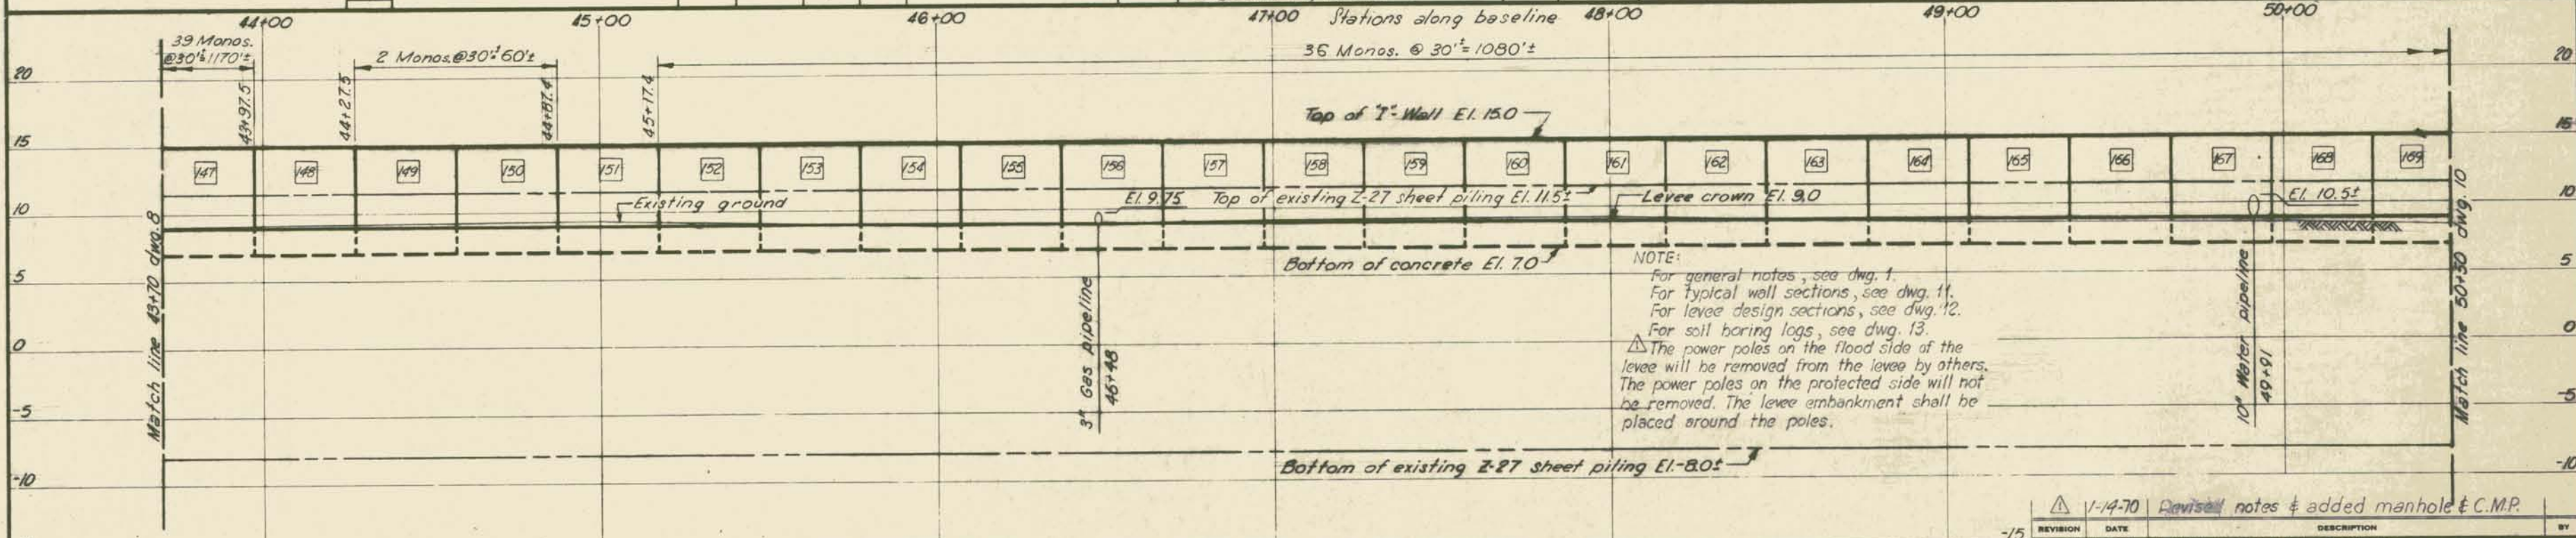 44+00 45+00 46+00 47+00 Stations along baseline 48+00 49+00 50+00
39 Monos.
@30'±1170'±
2 Monos.@30'±60'±
36 Monos. @ 30'±=1080'±
20 20
43+97.5
44+27.5
44+87.4
45+17.4
Top of "I"-Wall El. 15.0
15 15
147 148 149 150 151 152 153 154 155 156 157 158 159 160 161 162 163 164 165 166 167 168 169
Existing ground
El. 9.75
Top of existing Z-27 sheet piling El. 11.5±
Levee crown El. 9.0
El. 10.5±
10 10
Bottom of concrete El. 7.0
5 5
0 0
-5 -5
-10 -10
Match line 43+70 dwg. 8
3" Gas pipeline
46+48
NOTE:
For general notes, see dwg. 1.
For typical wall sections, see dwg. 11.
For levee design sections, see dwg. 12.
For soil boring logs, see dwg. 13.
1 The power poles on the flood side of the
levee will be removed from the levee by others.
The power poles on the protected side will not
be removed. The levee embankment shall be
placed around the poles.
10" Water pipeline
49+91
Match line 50+50 dwg. 10
Bottom of existing Z-27 sheet piling El.-8.0±
-15
1 1-14-70 Revised notes & added manhole & C.M.P.
REVISION DATE DESCRIPTION BY